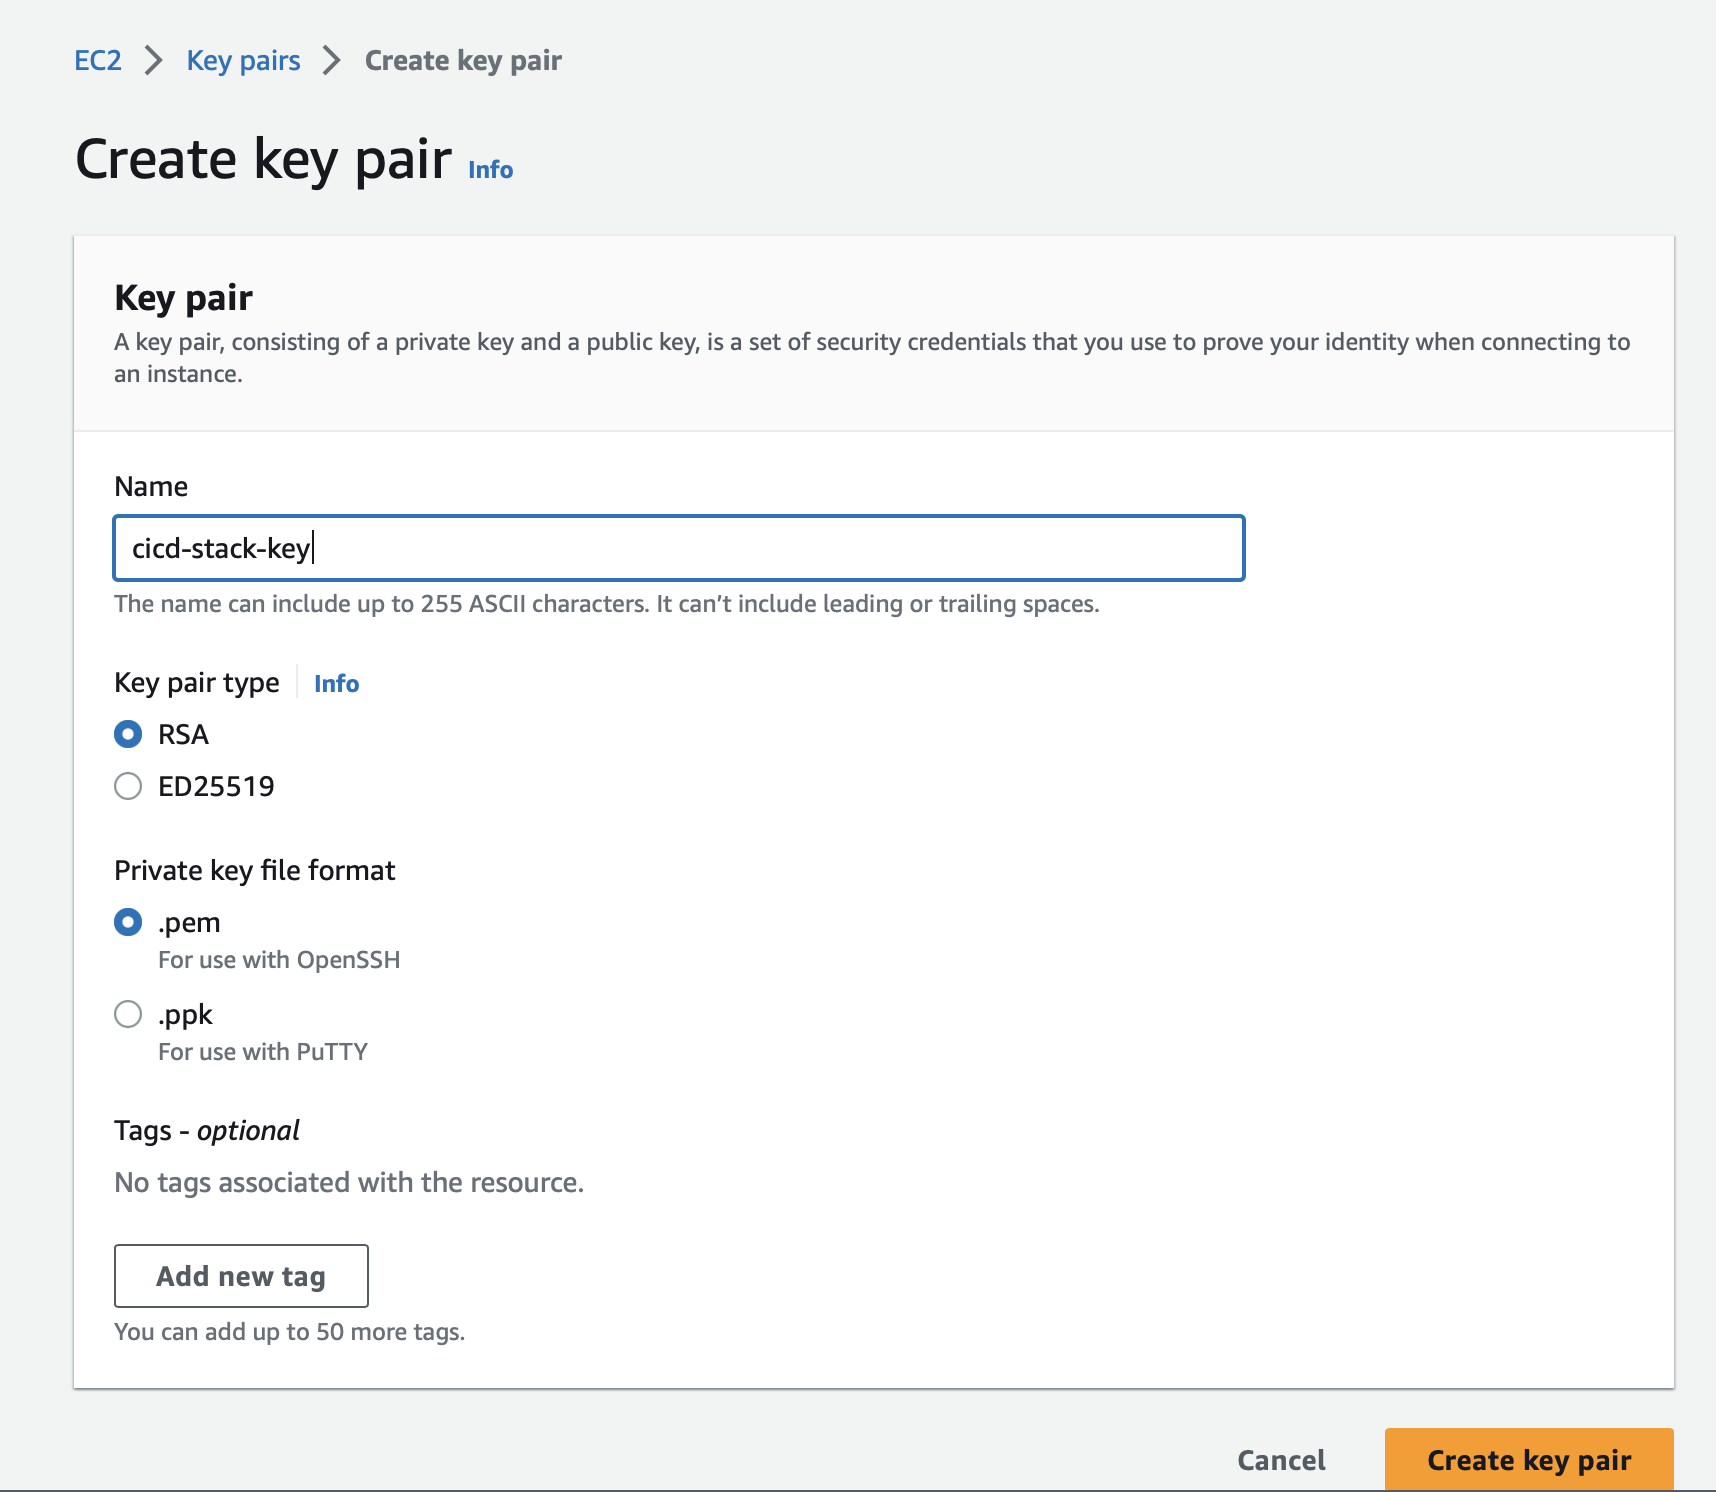 EC2 Key pairs Create key pair
Create key pair Info
Key pair
A key pair, consisting of a private key and a public key, is a set of security credentials that you use to prove your identity when connecting to
an instance.
Name
cicd-stack-key
The name can include up to 255 ASCII characters. It can’t include leading or trailing spaces.
Key pair type Info
RSA
ED25519
Private key file format
.pem
For use with OpenSSH
.ppk
For use with PuTTY
Tags - optional
No tags associated with the resource.
Add new tag
You can add up to 50 more tags.
Cancel Create key pair